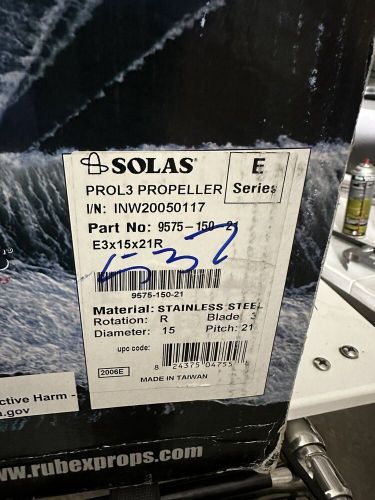 SOLAS®
E
Series
PROL3 PROPELLER
I/N: INW20050117
Part No: 9575-150-21
E3x15x21R
537
9575-150-21
Material: STAINLESS STEEL
Rotation: R Blade: 3
Diameter: 15 Pitch: 21
upc code:
8 24375 04755
2006E
MADE IN TAIWAN
ctive Harm -
.gov
www.rubexprops.com